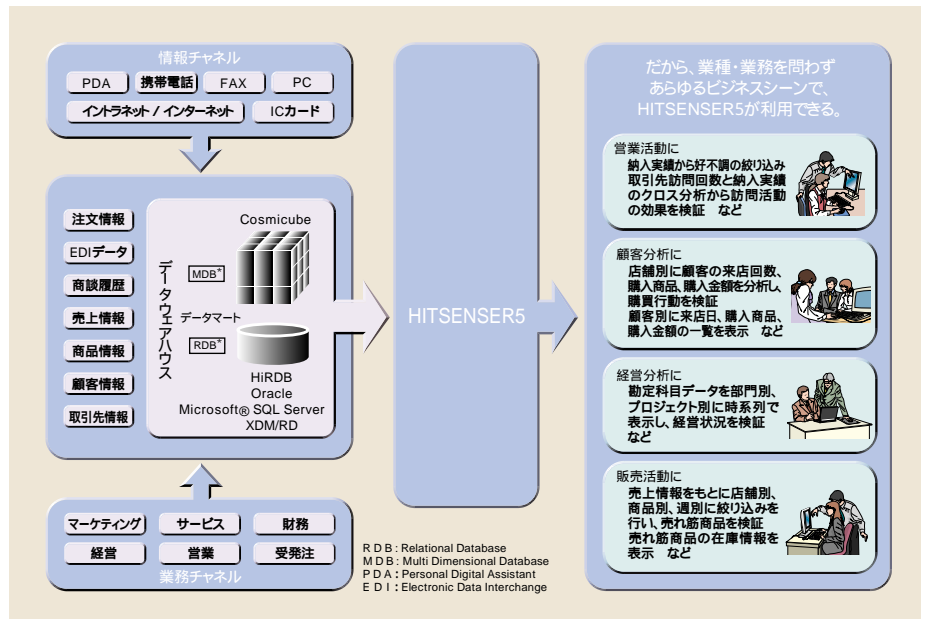 情報チャネル
PDA
携帯電話
FAX
PC
イントラネット / インターネット
ICカード
注文情報
EDIデータ
商談履歴
売上情報
商品情報
顧客情報
取引先情報
データウェアハウス
Cosmicube
MDB*
データマート
RDB*
HiRDB
Oracle
Microsoft® SQL Server
XDM/RD
マーケティング
サービス
財務
経営
営業
受発注
業務チャネル
HITSENSER5
RDB: Relational Database
MDB: Multi Dimensional Database
PDA: Personal Digital Assistant
EDI: Electronic Data Interchange
だから、業種・業務を問わず
あらゆるビジネスシーンで、
HITSENSER5が利用できる。
営業活動に
納入実績から好不調の絞り込み
取引先訪問回数と納入実績
のクロス分析から訪問活動
の効果を検証 など
顧客分析に
店舗別に顧客の来店回数、
購入商品、購入金額を分析し、
購買行動を検証
顧客別に来店日、購入商品、
購入金額の一覧を表示 など
経営分析に
勘定科目データを部門別、
プロジェクト別に時系列で
表示し、経営状況を検証
など
販売活動に
売上情報をもとに店舗別、
商品別、週別に絞り込みを
行い、売れ筋商品を検証
売れ筋商品の在庫情報を
表示 など